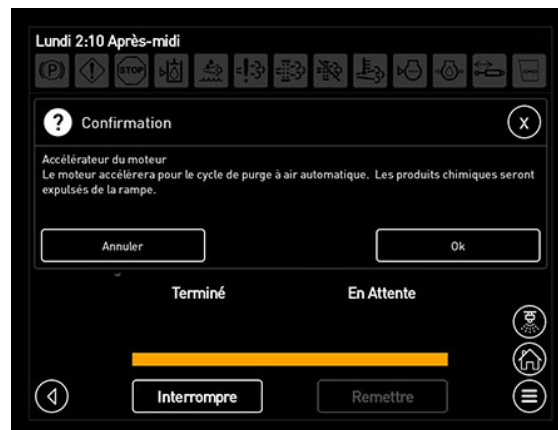 Lundi 2:10 Après-midi
P
STOP
? Confirmation
X
Accélérateur du moteur
Le moteur accélèrera pour le cycle de purge à air automatique. Les produits chimiques seront
expulsés de la rampe.
Annuler
Ok
Terminé
En Attente
Interrompre
Remettre